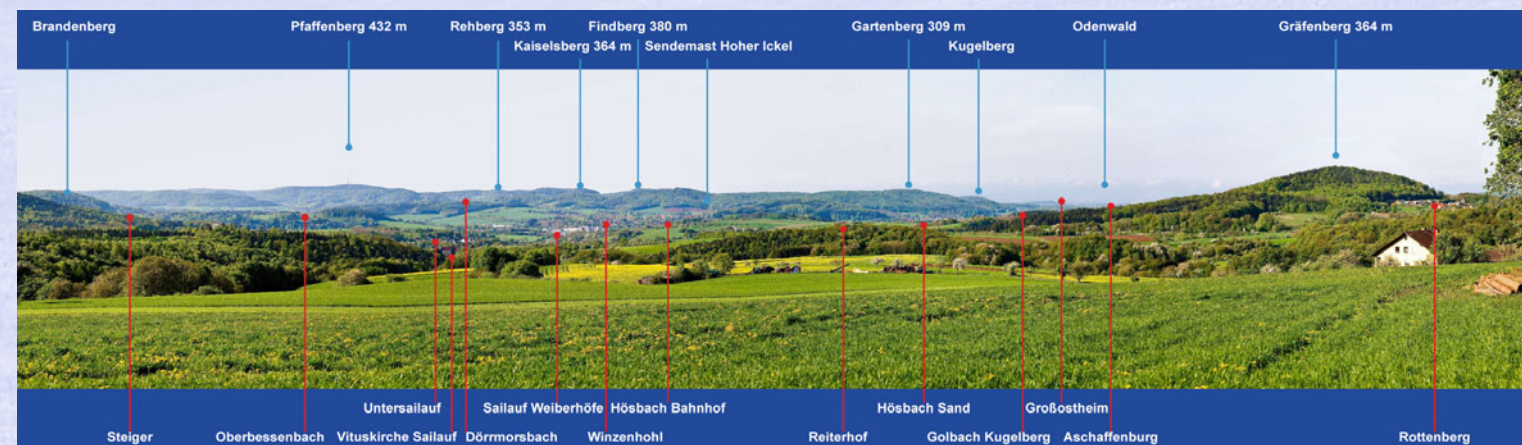 Brandenberg
Pfaffenberg 432 m
Rehberg 353 m
Findberg 380 m
Gartenberg 309 m
Odenwald
Gräfenberg 364 m
Kaiselsberg 364 m
Sendemast Hoher Ickel
Kugelberg
Untersailauf
Sailauf Weiberhöfe
Hösbach Bahnhof
Hösbach Sand
Großostheim
Steiger
Oberbessenbach
Vituskirche Sailauf
Dörrmorsbach
Winzenhohl
Reiterhof
Golbach Kugelberg
Aschaffenburg
Rottenberg